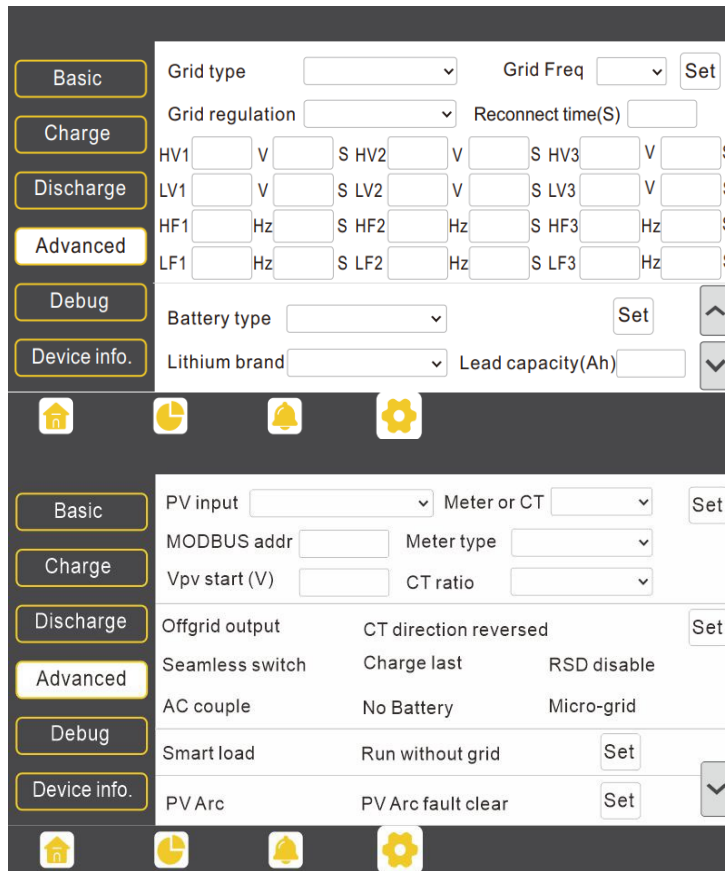 Basic
Charge
Discharge
Advanced
Debug
Device info.
Grid type Grid Freq Set
Grid regulation Reconnect time(S)
HV1 V S HV2 V S HV3 V S
LV1 V S LV2 V S LV3 V S
HF1 Hz S HF2 Hz S HF3 Hz S
LF1 Hz S LF2 Hz S LF3 Hz S
Battery type Set
Lithium brand Lead capacity(Ah)
Basic
Charge
Discharge
Advanced
Debug
Device info.
PV input Meter or CT Set
MODBUS addr Meter type
Vpv start (V) CT ratio
Offgrid output CT direction reversed Set
Seamless switch Charge last RSD disable
AC couple No Battery Micro-grid
Smart load Run without grid Set
PV Arc PV Arc fault clear Set